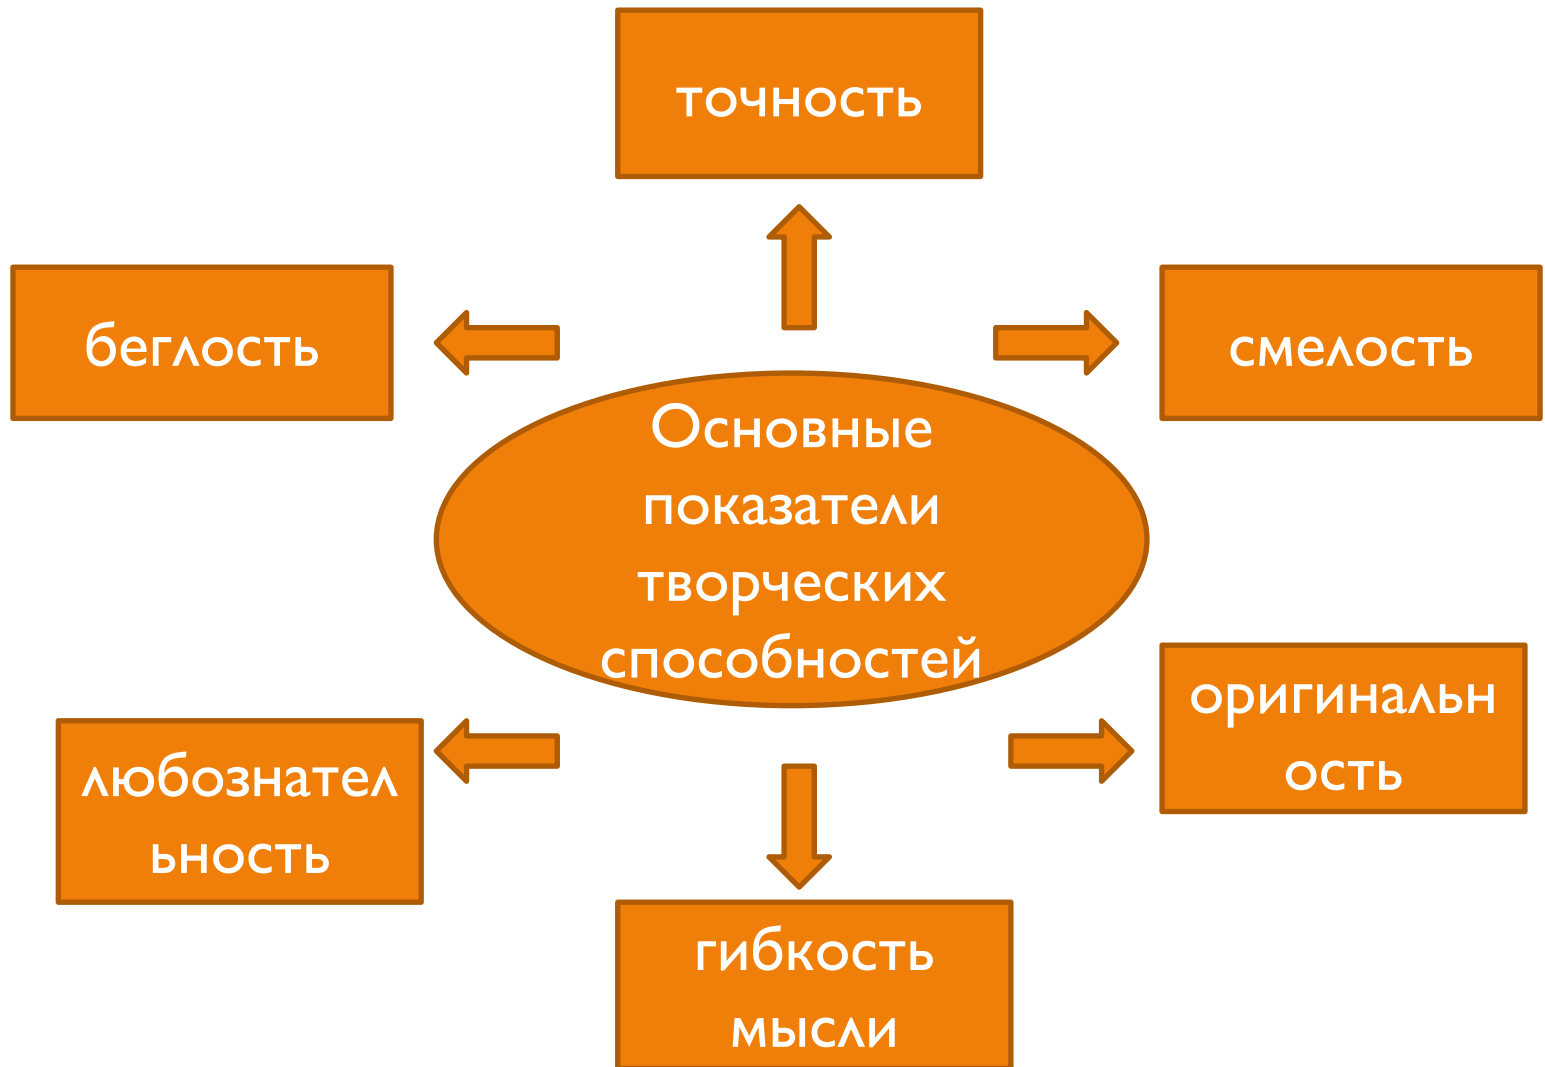 точность
беглость
смелость
Основные
показатели
творческих
способностей
оригинальн
ость
любознател
ьность
гибкость
мысли